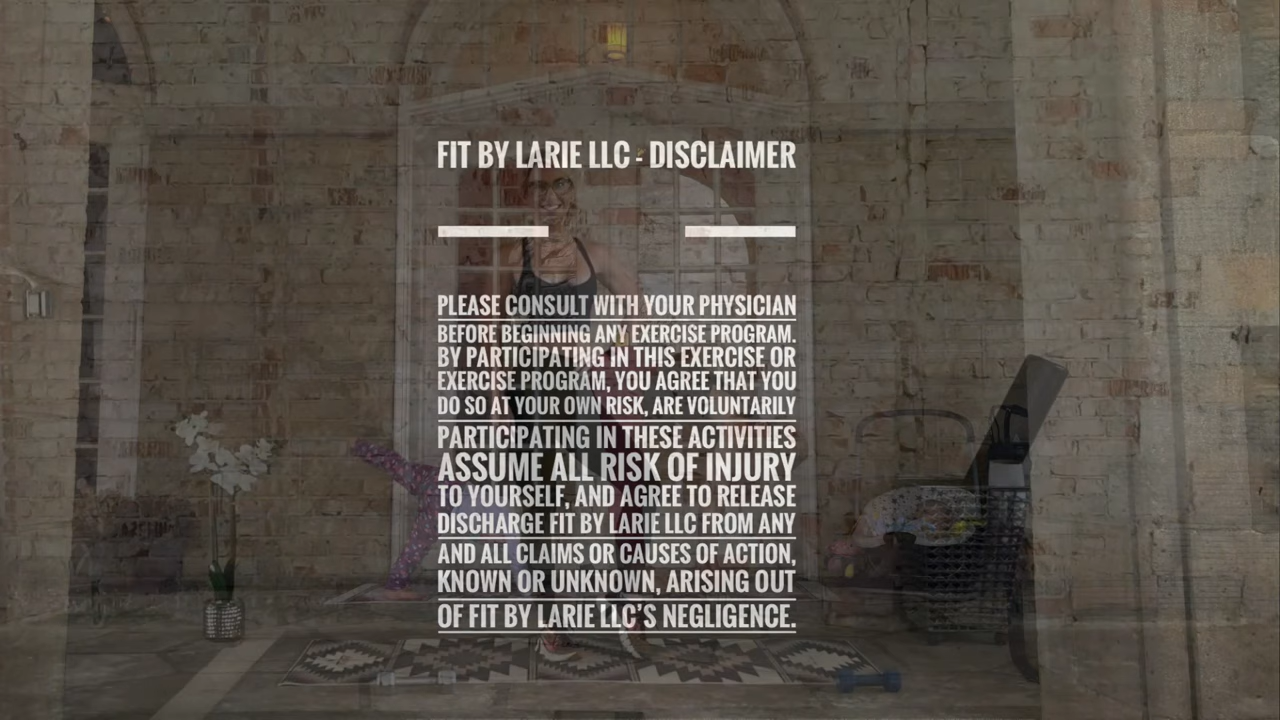 FIT BY LARIE LLC - DISCLAIMER
PLEASE CONSULT WITH YOUR PHYSICIAN
BEFORE BEGINNING ANY EXERCISE PROGRAM.
BY PARTICIPATING IN THIS EXERCISE OR
EXERCISE PROGRAM, YOU AGREE THAT YOU
DO SO AT YOUR OWN RISK, ARE VOLUNTARILY
PARTICIPATING IN THESE ACTIVITIES
ASSUME ALL RISK OF INJURY
TO YOURSELF, AND AGREE TO RELEASE
DISCHARGE FIT BY LARIE LLC FROM ANY
AND ALL CLAIMS OR CAUSES OF ACTION,
KNOWN OR UNKNOWN, ARISING OUT
OF FIT BY LARIE LLC'S NEGLIGENCE.